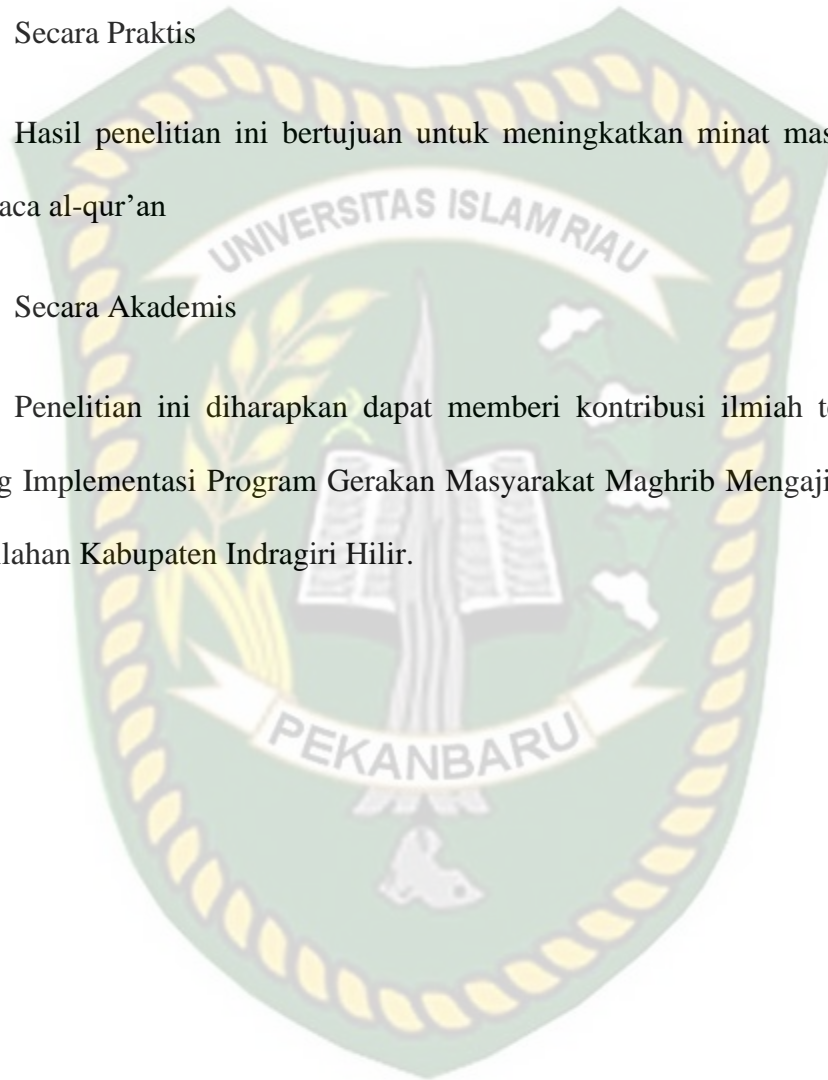 Secara Praktis
Hasil penelitian ini bertujuan untuk meningkatkan minat mas
aca al-qur’an
UNIVERSITAS ISLAM RIAU
Secara Akademis
Penelitian ini diharapkan dapat memberi kontribusi ilmiah te
g Implementasi Program Gerakan Masyarakat Maghrib Mengaji
ilahan Kabupaten Indragiri Hilir.
PEKANBARU